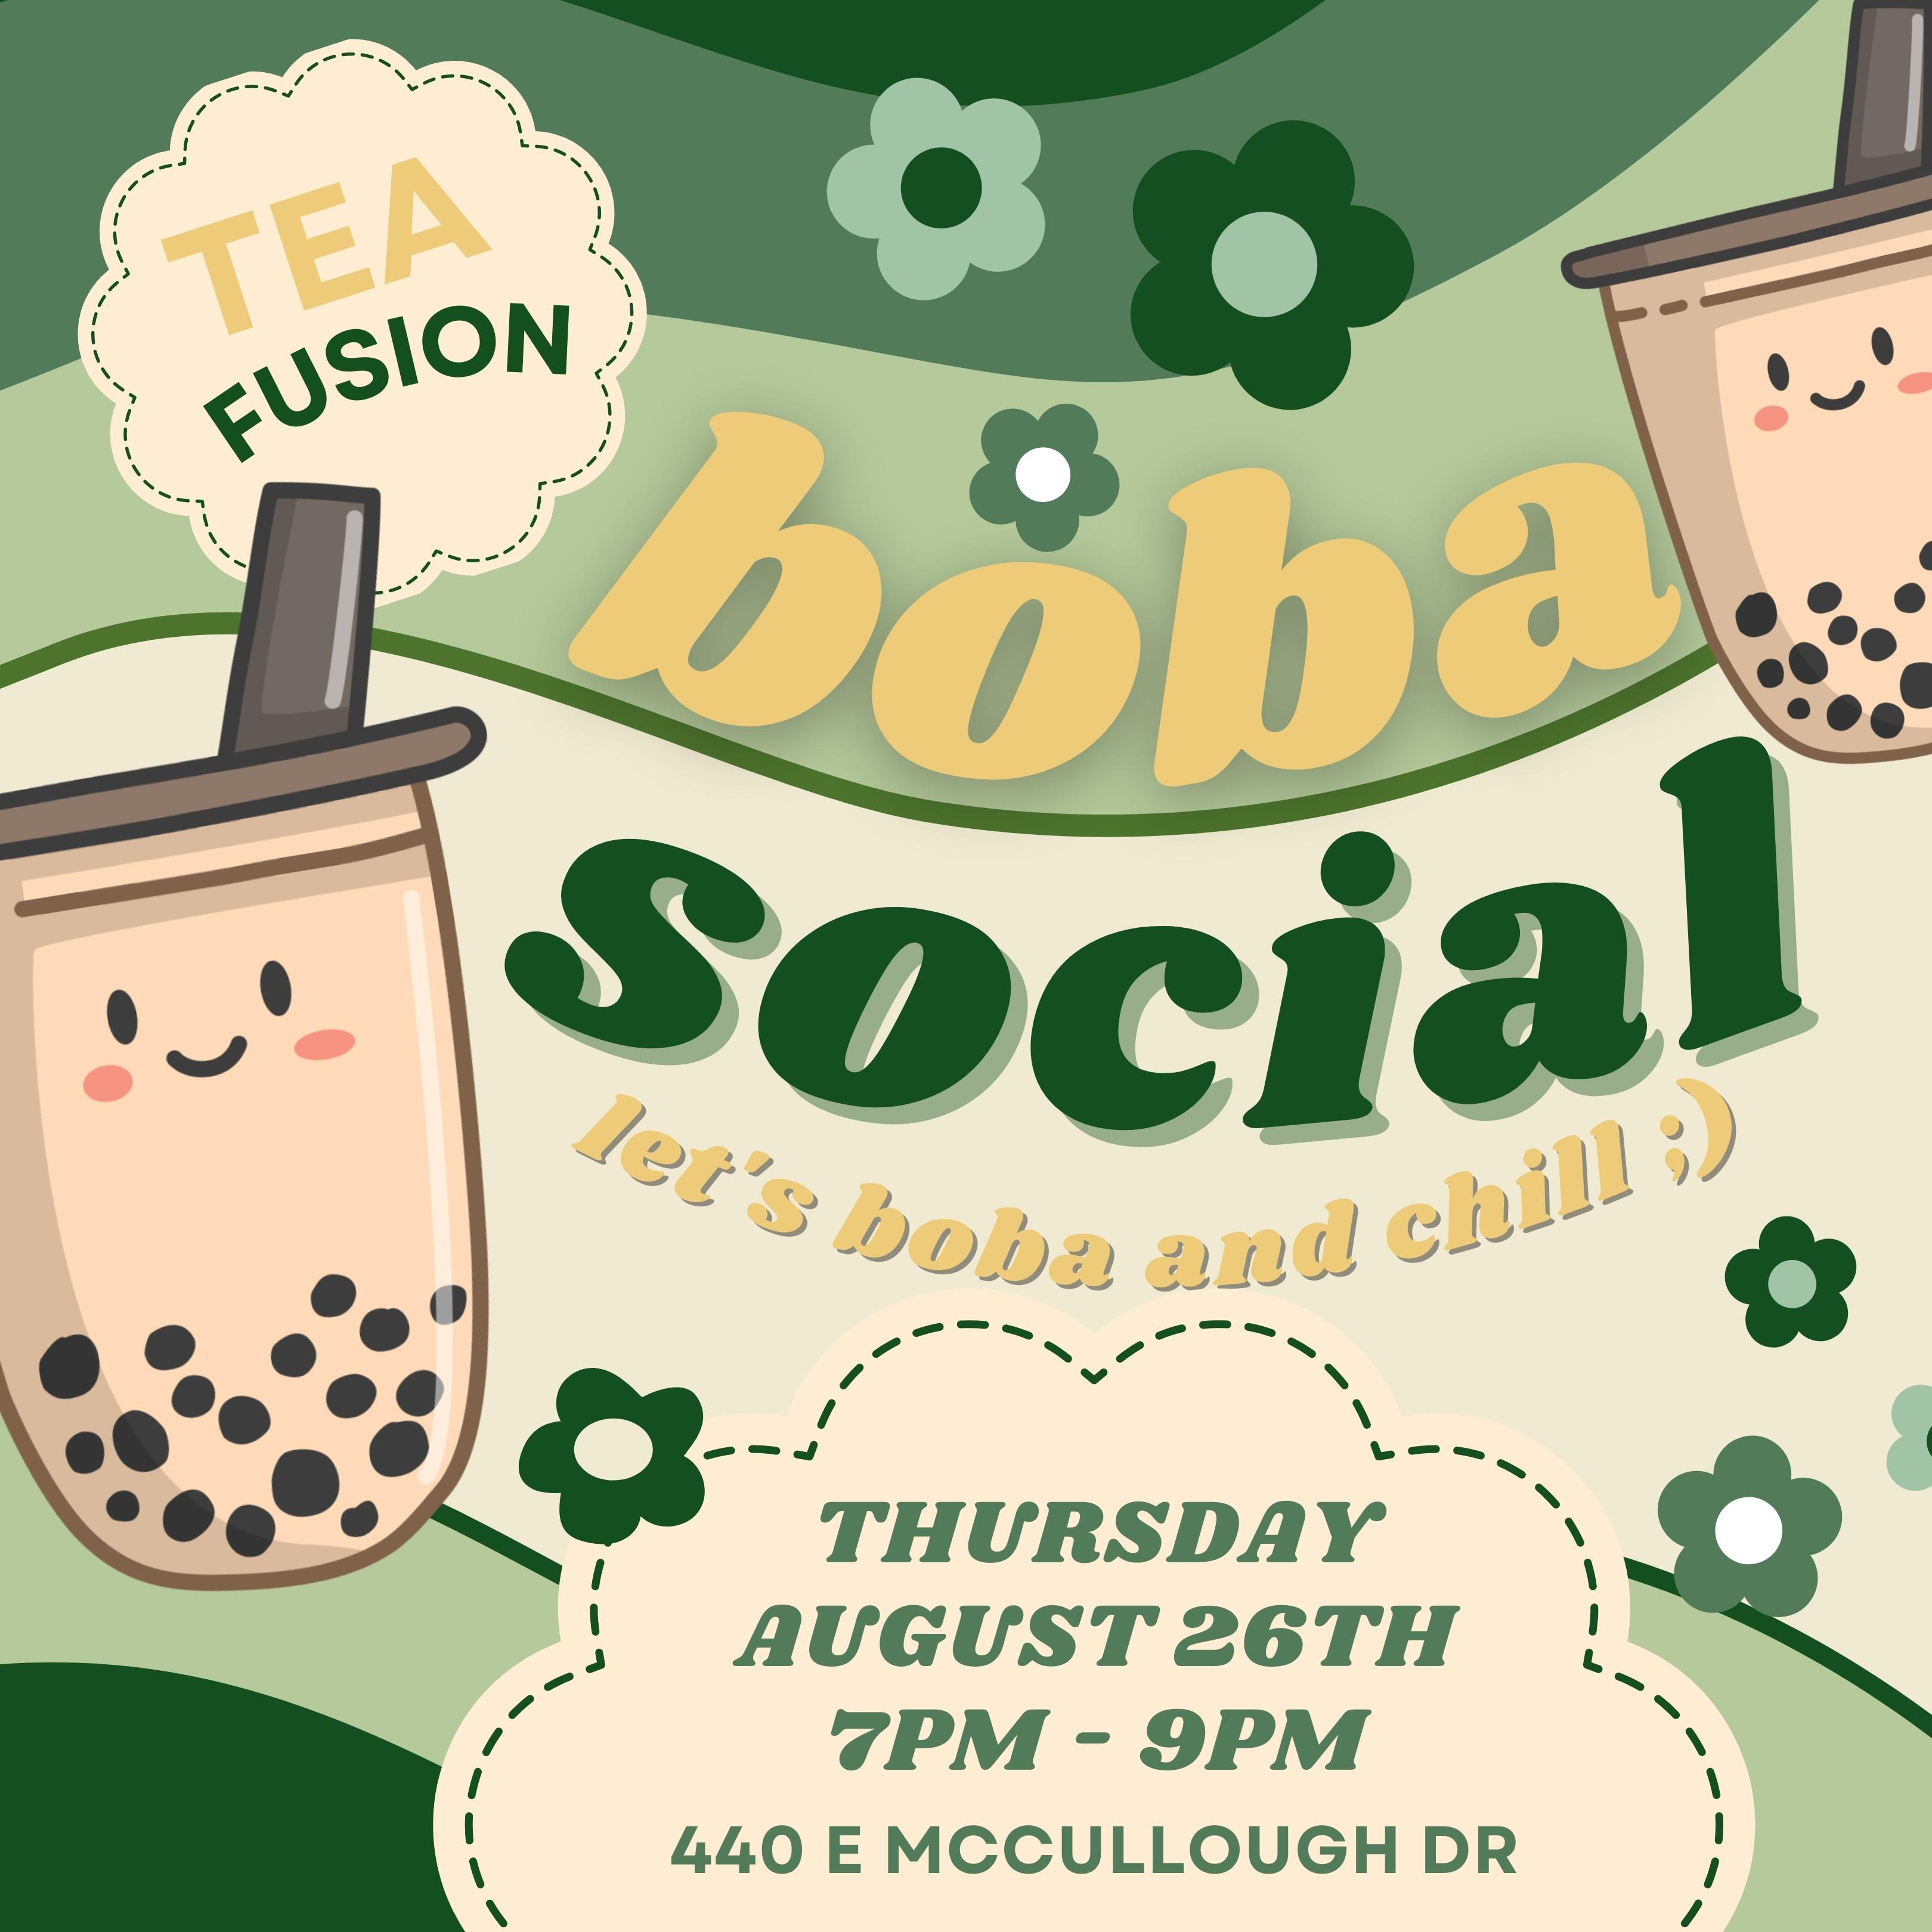 TEA
FUSION
boba
social
let's boba and chill ;)
THURSDAY
AUGUST 26TH
7PM - 9PM
440 E MCCULLOUGH DR